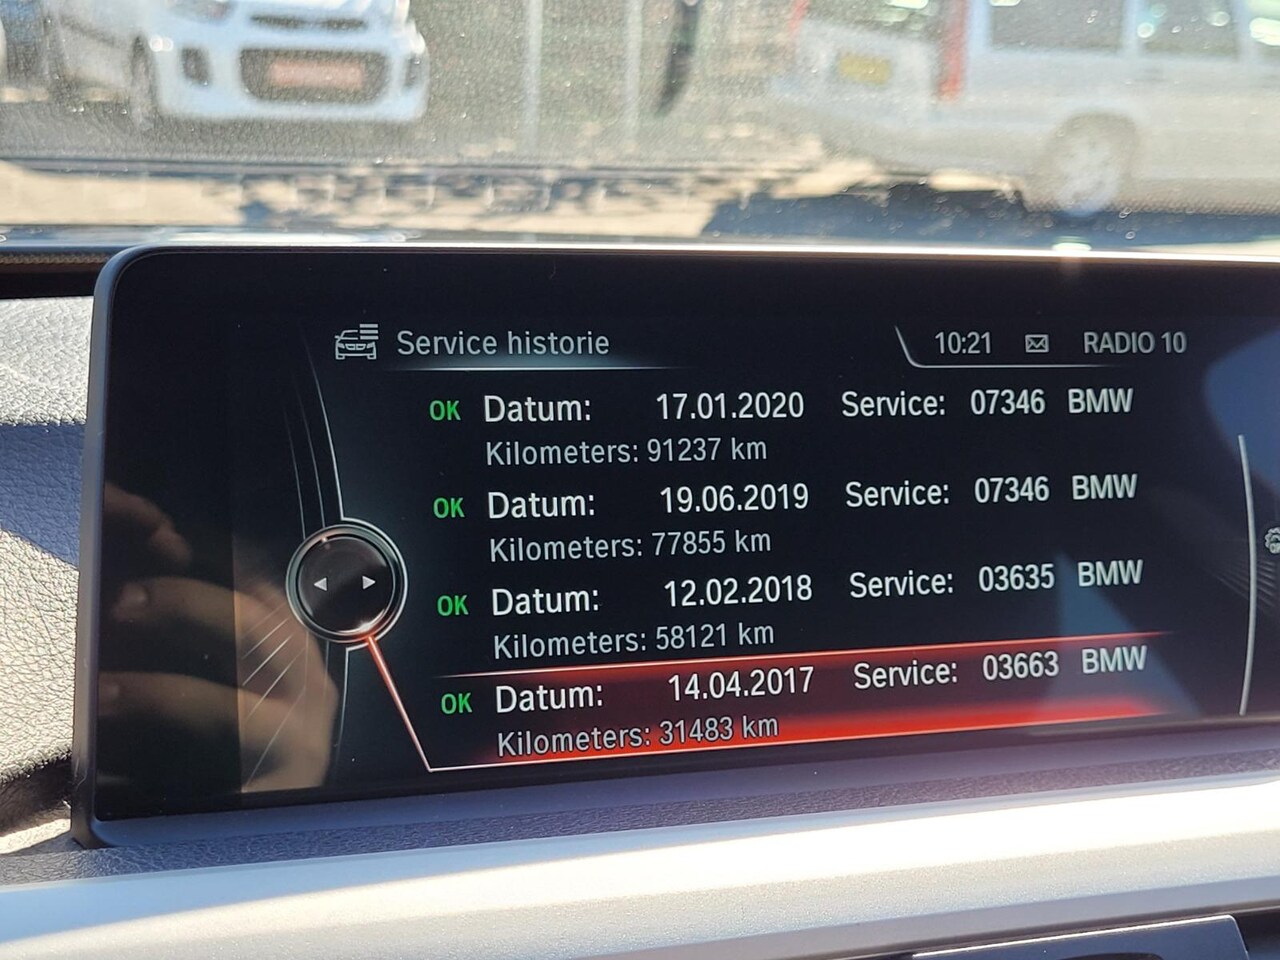 Service historie 10:21 RADIO 10
OK Datum: 17.01.2020 Service: 07346 BMW
Kilometers: 91237 km
OK Datum: 19.06.2019 Service: 07346 BMW
Kilometers: 77855 km
OK Datum: 12.02.2018 Service: 03635 BMW
Kilometers: 58121 km
OK Datum: 14.04.2017 Service: 03663 BMW
Kilometers: 31483 km